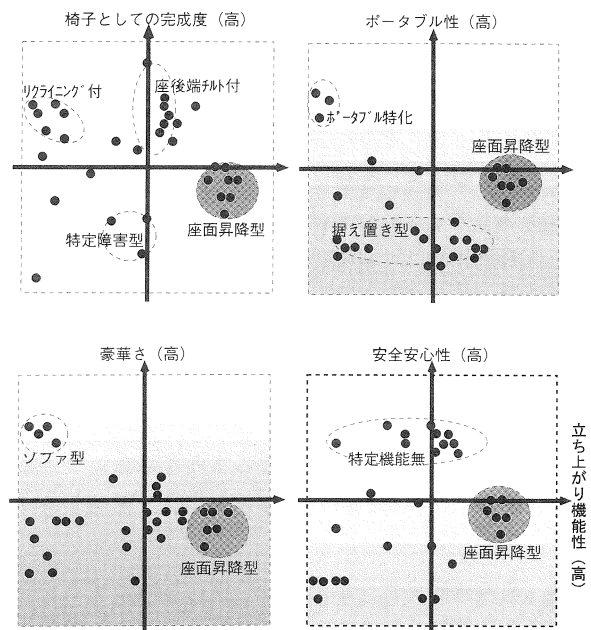 椅子としての完成度（高）
リクライニング付
座後端ﾁﾙﾄ付
特定障害型
座面昇降型
ポータブル性（高）
ﾎﾟｰﾀﾌﾞﾙ特化
座面昇降型
据え置き型
豪華さ（高）
ソファ型
座面昇降型
安全安心性（高）
特定機能無
座面昇降型
立ち上がり機能性（高）